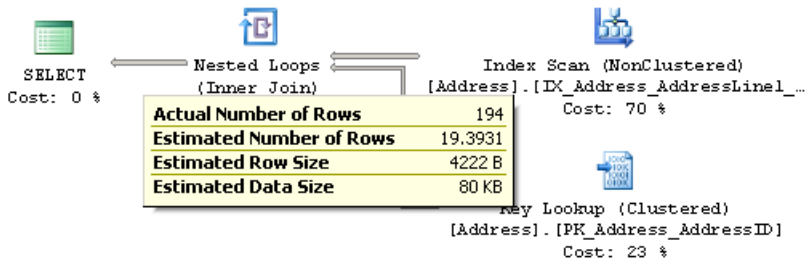 SELECT
Cost: 0 %
Nested Loops
(Inner Join)
Index Scan (NonClustered)
[Address].[IX_Address_AddressLine1_…
Cost: 70 %
Actual Number of Rows 194
Estimated Number of Rows 19.3931
Estimated Row Size 4222 B
Estimated Data Size 80 KB
Key Lookup (Clustered)
[Address].[PK_Address_AddressID]
Cost: 23 %